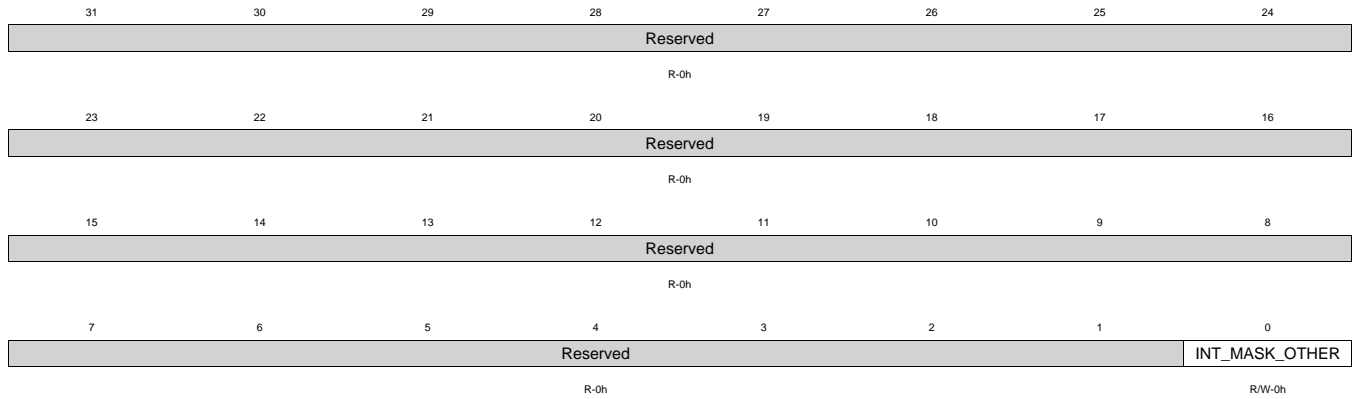 31 30 29 28 27 26 25 24
Reserved
R-0h
23 22 21 20 19 18 17 16
Reserved
R-0h
15 14 13 12 11 10 9 8
Reserved
R-0h
7 6 5 4 3 2 1 0
Reserved INT_MASK_OTHER
R-0h R/W-0h